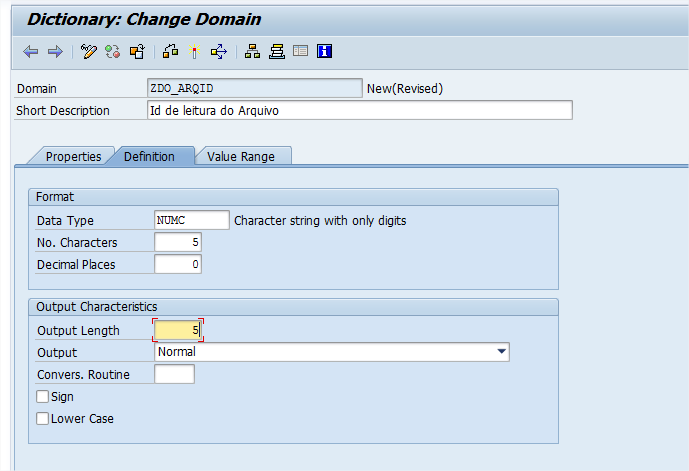 Dictionary: Change Domain
Domain ZDO_ARQID New(Revised)
Short Description Id de leitura do Arquivo
Properties Definition Value Range
Format
Data Type NUMC Character string with only digits
No. Characters 5
Decimal Places 0
Output Characteristics
Output Length 5
Output Normal
Convers. Routine
Sign
Lower Case